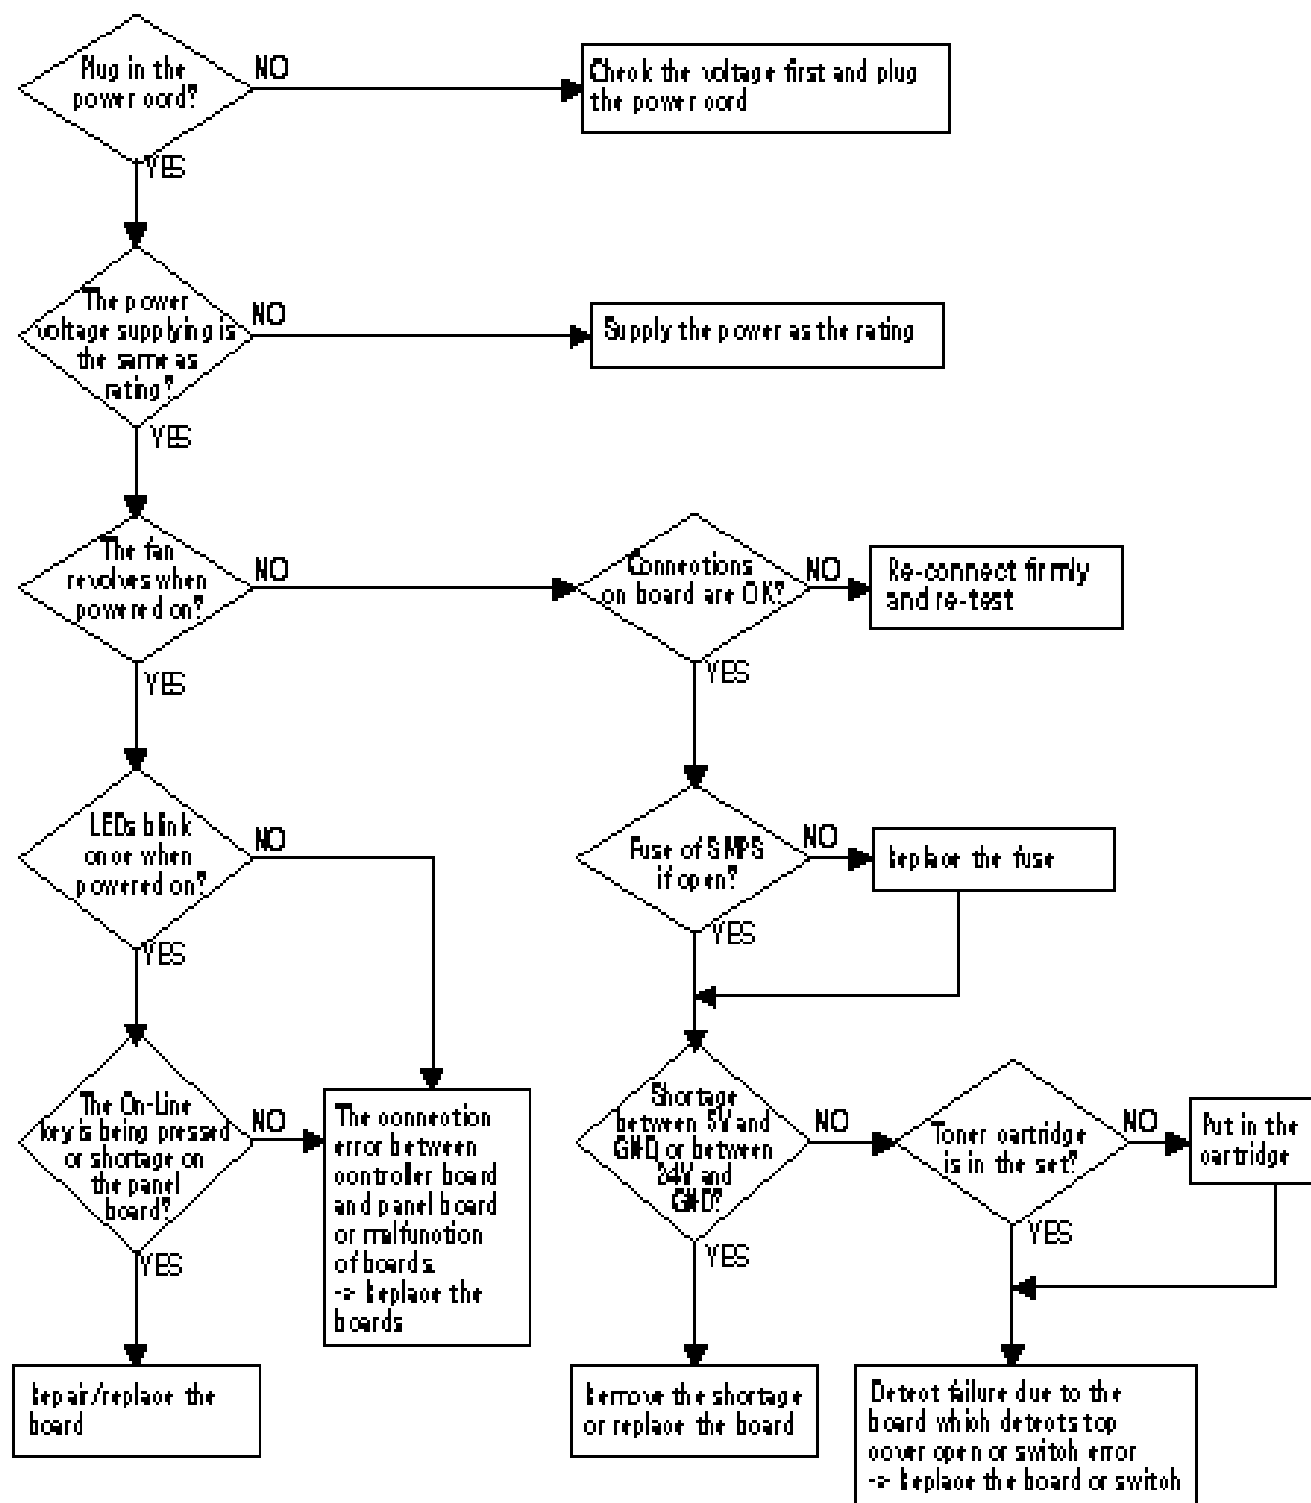 Plug in the
power cord?
NO
Check the voltage first and plug
the power cord
YES
The power
voltage supplying is
the same as
rating?
NO
Supply the power as the rating
YES
The fan
revolves when
powered on?
NO
Connections
on board are OK?
NO
Re-connect firmly
and re-test
YES
YES
LEDs blink
once when
powered on?
NO
Fuse of SMPS
if open?
NO
Replace the fuse
YES
YES
The On-Line
key is being pressed
or shortage on
the panel
board?
NO
The connection
error between
controller board
and panel board
or malfunction
of boards.
-> Replace the
boards
Shortage
between 5V and
GND, or between
24V and
GND?
NO
Toner cartridge
is in the set?
NO
Put in the
cartridge
YES
YES
YES
Repair/replace the
board
Remove the shortage
or replace the board
Detect failure due to the
board which detects top
cover open or switch error
-> Replace the board or switch